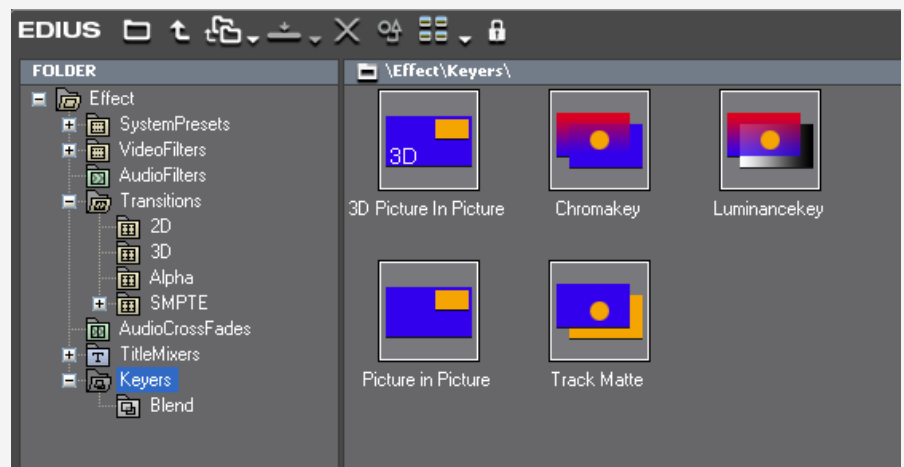 EDIUS
FOLDER
\Effect\Keyers\
Effect
SystemPresets
VideoFilters
AudioFilters
Transitions
2D
3D
Alpha
SMPTE
AudioCrossFades
T TitleMixers
Keyers
Blend
3D
3D Picture In Picture
Chromakey
Luminancekey
Picture in Picture
Track Matte